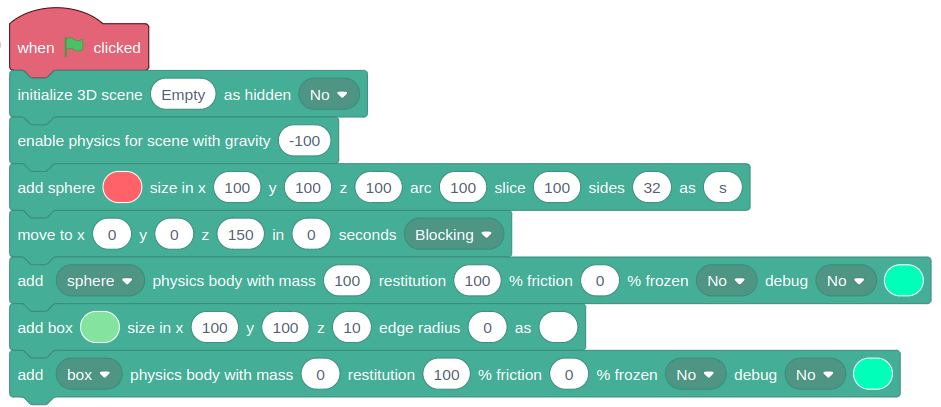 when clicked
initialize 3D scene Empty as hidden No
enable physics for scene with gravity -100
add sphere size in x 100 y 100 z 100 arc 100 slice 100 sides 32 as s
move to x 0 y 0 z 150 in 0 seconds Blocking
add sphere physics body with mass 100 restitution 100 % friction 0 % frozen No debug No
add box size in x 100 y 100 z 10 edge radius 0 as
add box physics body with mass 0 restitution 100 % friction 0 % frozen No debug No